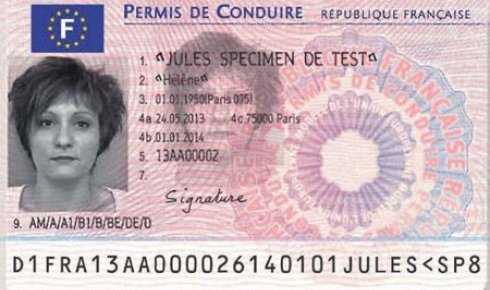 F PERMIS DE CONDUIRE RÉPUBLIQUE FRANÇAISE
1. "JULES SPECIMEN DE TEST"
2. "Hélène"
3. 01.01.1950(Paris 075)
4a 24.05.2013 4c 75000 Paris
4b 01.01.2014
5. 13AA00002
7.
Signature
9. AM/A/A1/B1/B/BE/DE/D
D1FRA13AA000026140101JULES<SP8